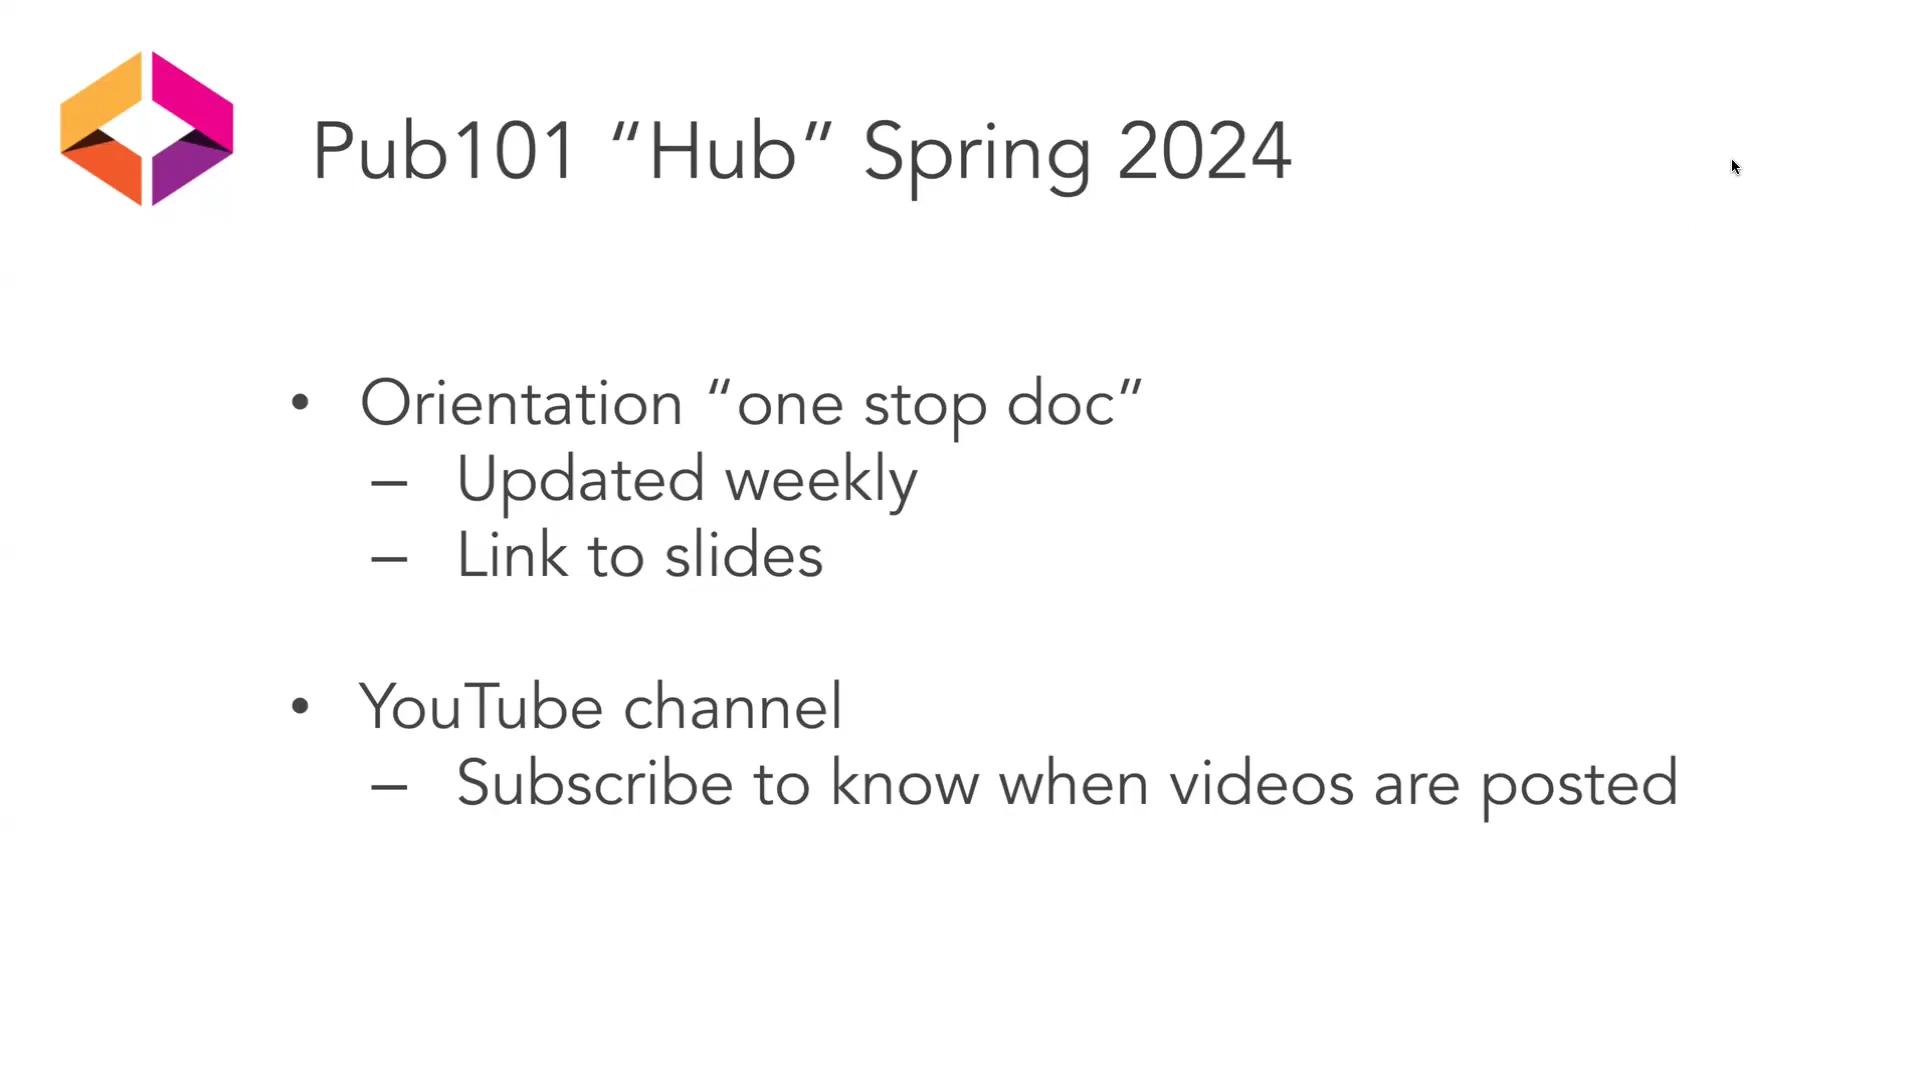 Pub101 “Hub” Spring 2024
• Orientation “one stop doc”
– Updated weekly
– Link to slides
• YouTube channel
– Subscribe to know when videos are posted